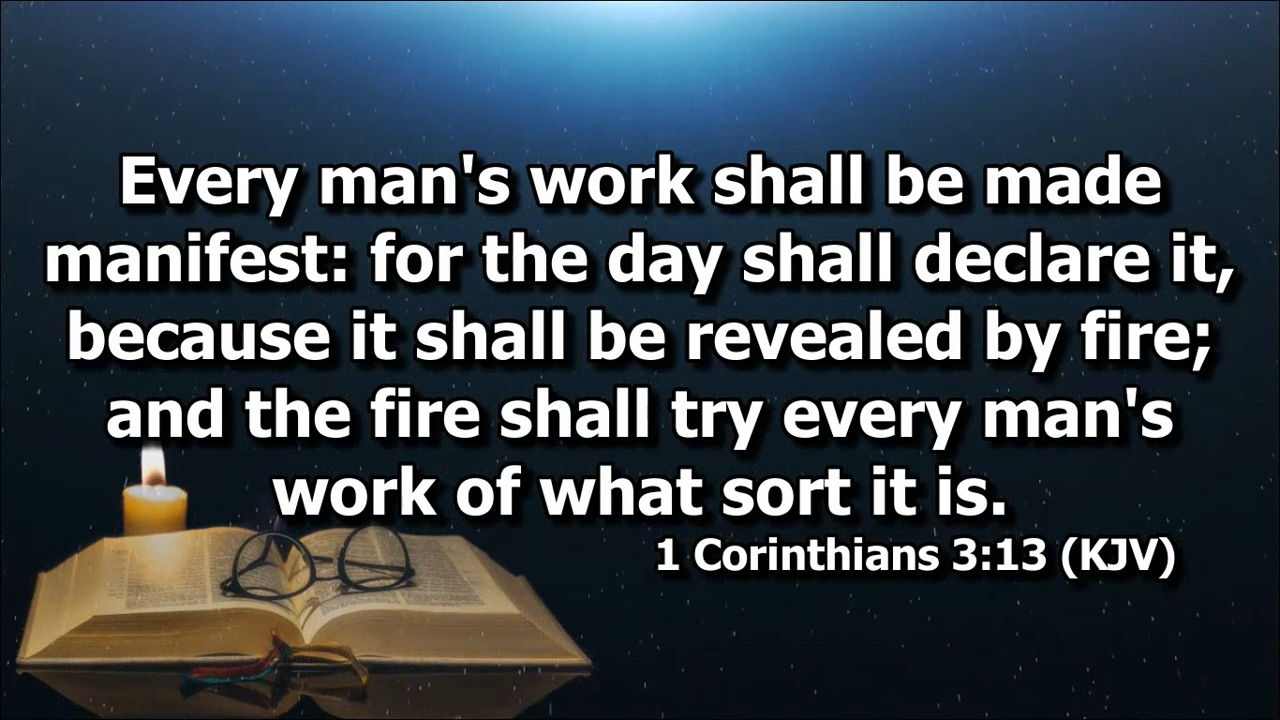 Every man's work shall be made
manifest: for the day shall declare it,
because it shall be revealed by fire;
and the fire shall try every man's
work of what sort it is.
1 Corinthians 3:13 (KJV)